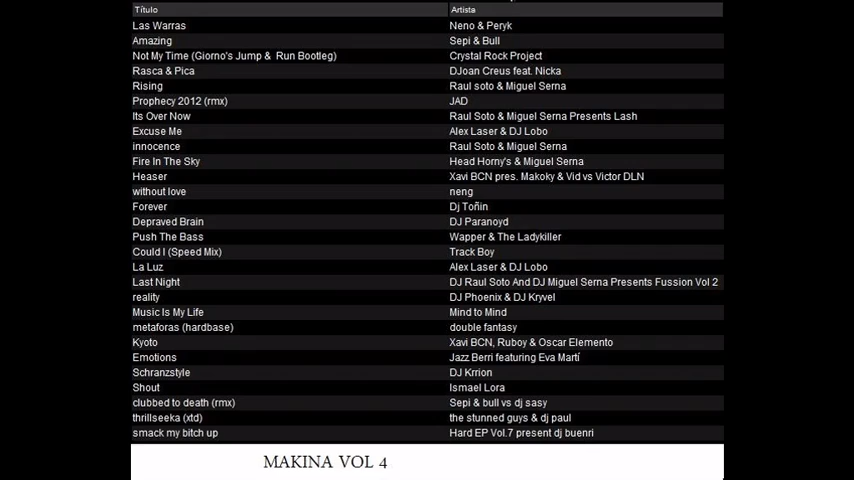 Título Artista
Las Warras Neno & Peryk
Amazing Sepi & Bull
Not My Time (Giorno's Jump & Run Bootleg) Crystal Rock Project
Rasca & Pica DJoan Creus feat. Nicka
Rising Raul soto & Miguel Serna
Prophecy 2012 (rmx) JAD
Its Over Now Raul Soto & Miguel Serna Presents Lash
Excuse Me Alex Laser & DJ Lobo
innocence Raul Soto & Miguel Serna
Fire In The Sky Head Horny's & Miguel Serna
Heaser Xavi BCN pres. Makoky & Vid vs Victor DLN
without love neng
Forever Dj Toñin
Depraved Brain DJ Paranoyd
Push The Bass Wapper & The Ladykiller
Could I (Speed Mix) Track Boy
La Luz Alex Laser & DJ Lobo
Last Night DJ Raul Soto And DJ Miguel Serna Presents Fussion Vol 2
reality DJ Phoenix & DJ Kryvel
Music Is My Life Mind to Mind
metaforas (hardbase) double fantasy
Kyoto Xavi BCN, Ruboy & Oscar Elemento
Emotions Jazz Berri featuring Eva Martí
Schranzstyle DJ Krrion
Shout Ismael Lora
clubbed to death (rmx) Sepi & bull vs dj sasy
thrillseeka (xtd) the stunned guys & dj paul
smack my bitch up Hard EP Vol.7 present dj buenri
MAKINA VOL 4